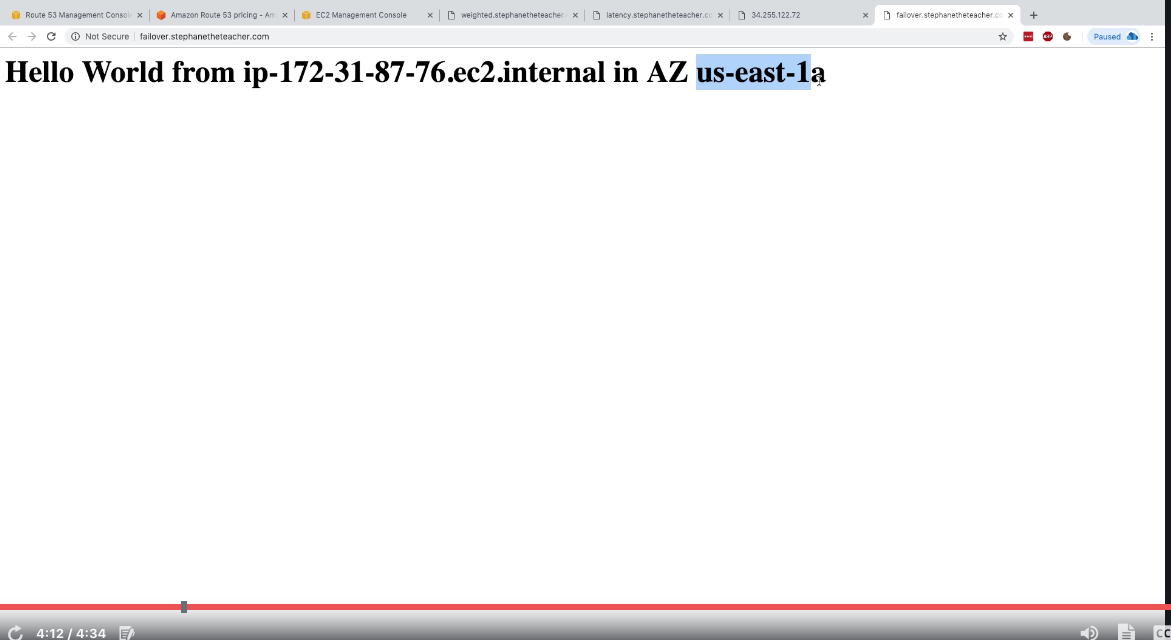 Route 53 Management Consol
Amazon Route 53 pricing - Am
EC2 Management Console
weighted.stephanetheteacher.
latency.stephanetheteacher.co
34.255.122.72
failover.stephanetheteacher.co
Not Secure
failover.stephanetheteacher.com
Paused
Hello World from ip-172-31-87-76.ec2.internal in AZ us-east-1a
4:12 / 4:34
CC